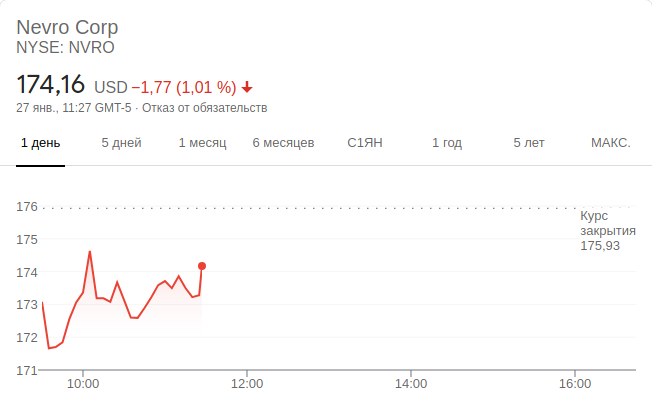 Nevro Corp
NYSE: NVRO
174,16 USD −1,77 (1,01 %)
27 янв., 11:27 GMT-5 · Отказ от обязательств
1 день 5 дней 1 месяц 6 месяцев С1ЯН 1 год 5 лет МАКС.
176
Курс
закрытия
175,93
175
174
173
172
171
10:00 12:00 14:00 16:00